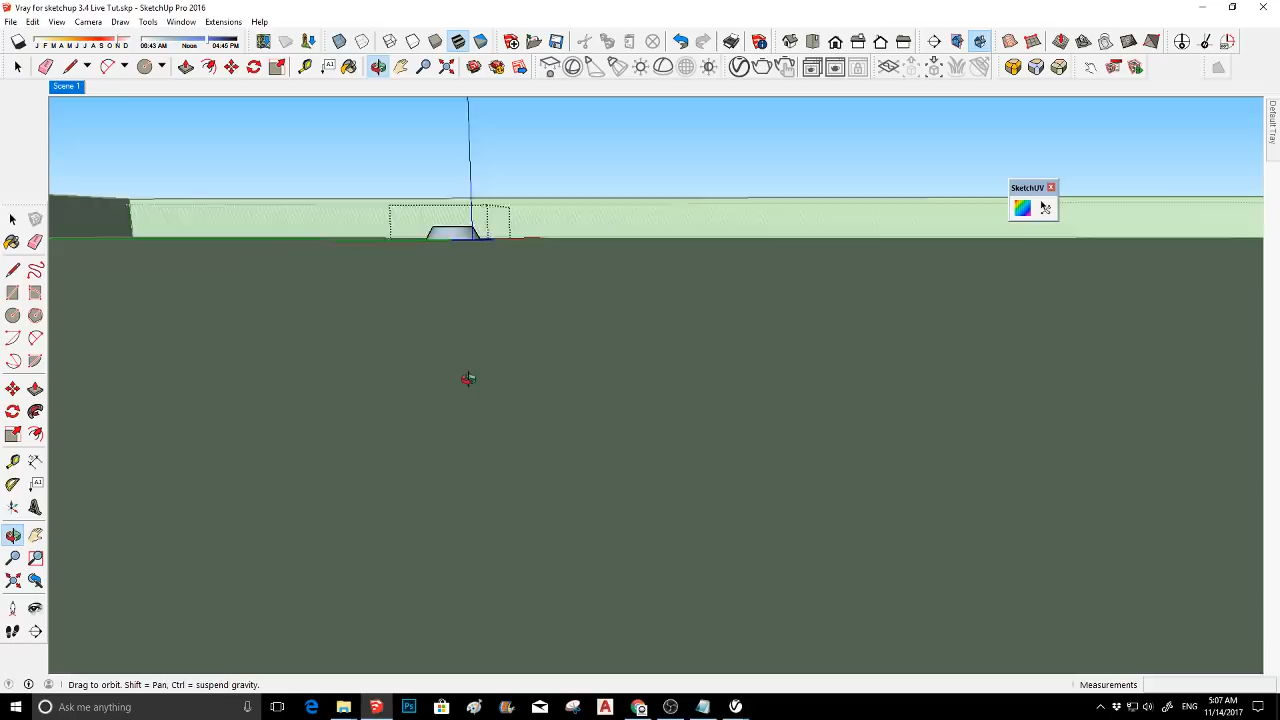 Vray for sketchup 3.4 Live Tut.skp - SketchUp Pro 2016
File Edit View Camera Draw Tools Window Extensions Help
J F M A M J J A S O N D 06:43 AM Noon 04:45 PM
Scene 1
Default Tray
SketchUV
Drag to orbit. Shift = Pan, Ctrl = suspend gravity.
Measurements
Ask me anything
ENG
5:07 AM
11/14/2017